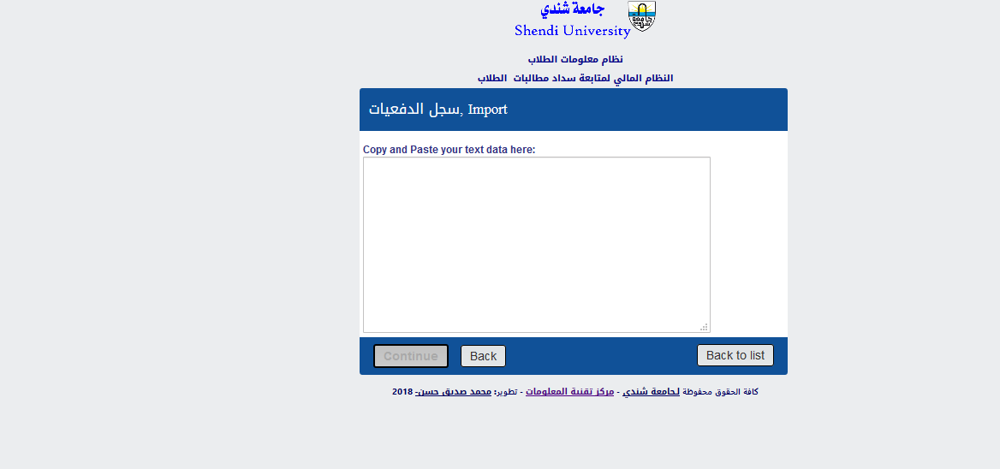 جامعة شندي
Shendi University
نظام معلومات الطلاب
النظام المالي لمتابعة سداد مطالبات الطلاب
سجل الدفعيات, Import
Copy and Paste your text data here:
Continue
Back
Back to list
كافة الحقوق محفوظة لجامعة شندي - مركز تقنية المعلومات - تطوير: محمد صديق حسن- 2018